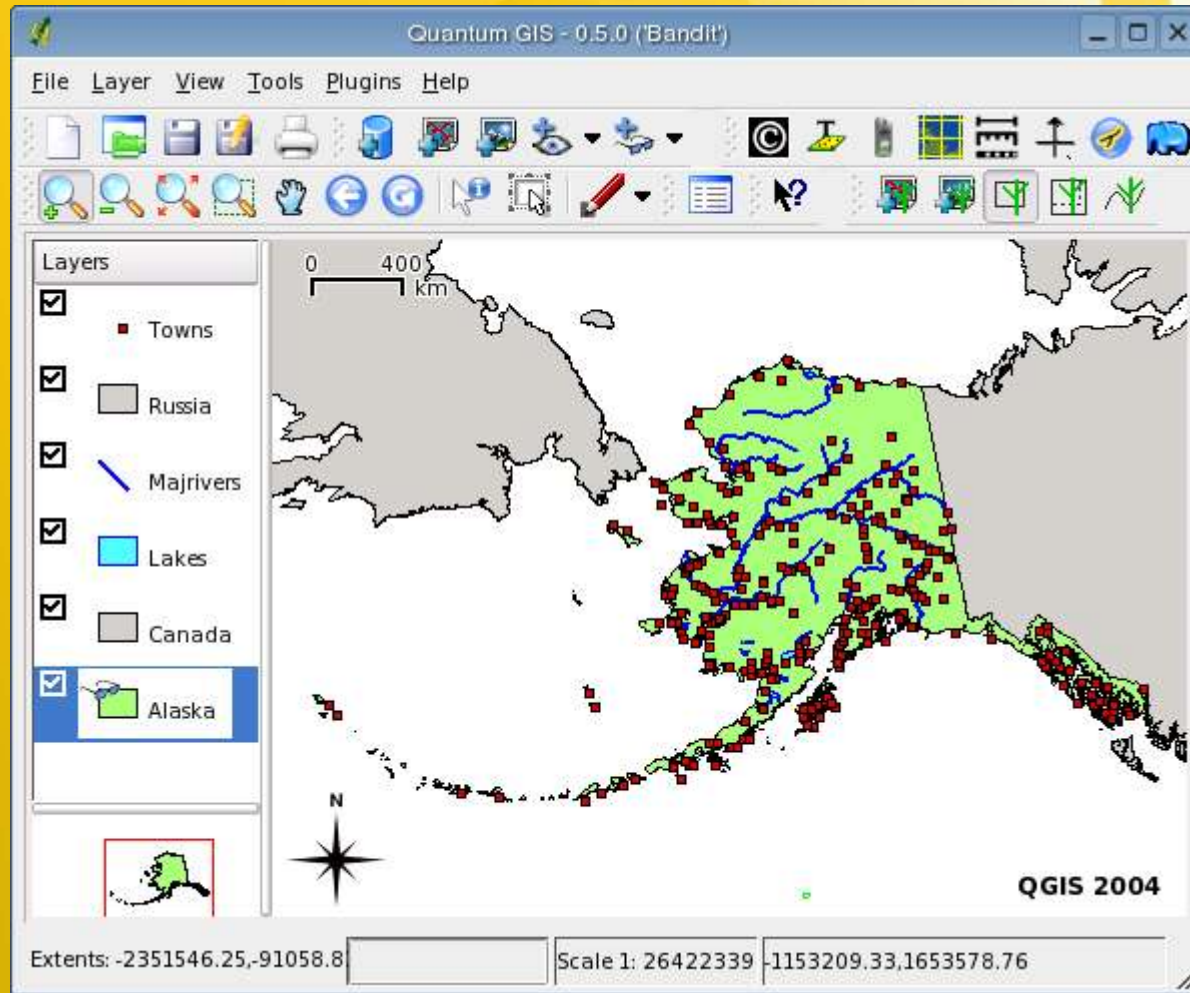 Quantum GIS - 0.5.0 ('Bandit')
File Layer View Tools Plugins Help
Layers
Towns
Russia
Majrivers
Lakes
Canada
Alaska
0 400
km
N
QGIS 2004
Extents: -2351546.25,-91058.8
Scale 1: 26422339
-1153209.33,1653578.76